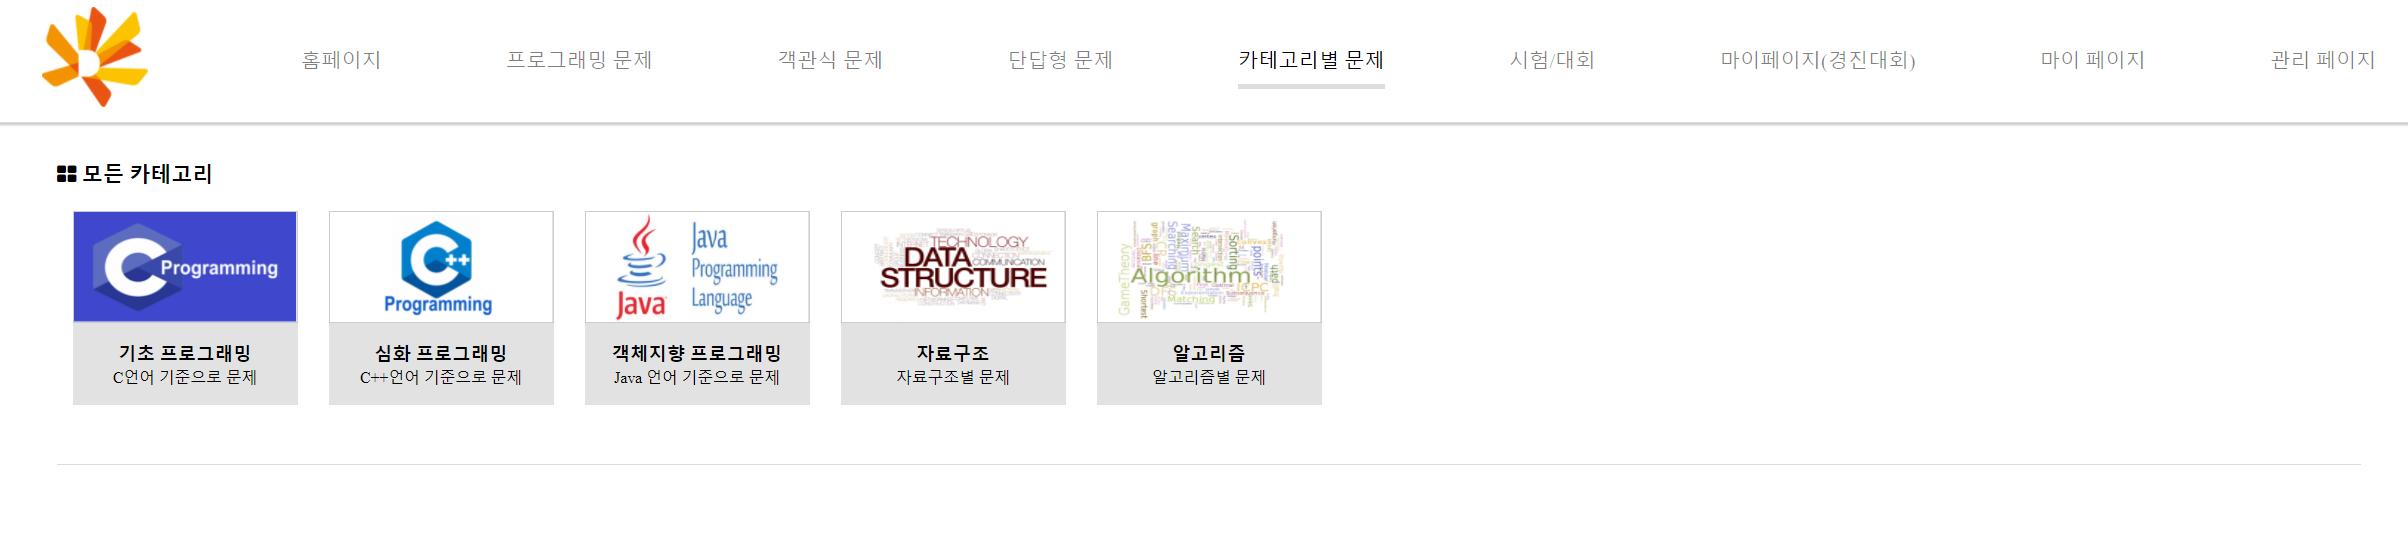 홈페이지 프로그래밍 문제 객관식 문제 단답형 문제 카테고리별 문제 시험/대회 마이페이지(경진대회) 마이 페이지 관리 페이지
모든 카테고리
C Programming
C++
Programming
Java
Programming
Language
Java
TECHNOLOGY
DATA
COMMUNICATION
STRUCTURE
INFORMATION
Algorithm
GameTheory
Sorting
Searching
Search
Matching
ICPC
points
path
Shortest
기초 프로그래밍
C언어 기준으로 문제
심화 프로그래밍
C++언어 기준으로 문제
객체지향 프로그래밍
Java 언어 기준으로 문제
자료구조
자료구조별 문제
알고리즘
알고리즘별 문제